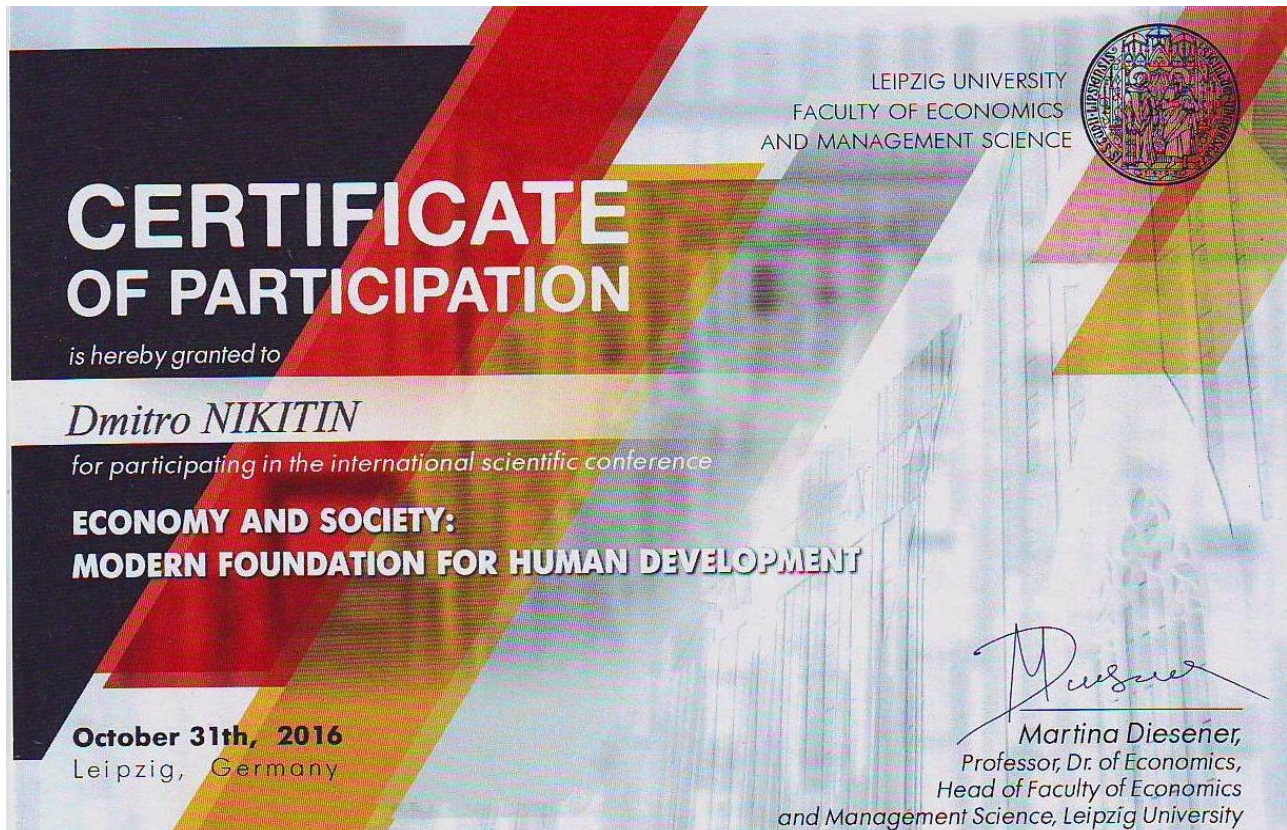 LEIPZIG UNIVERSITY
FACULTY OF ECONOMICS
AND MANAGEMENT SCIENCE
CERTIFICATE
OF PARTICIPATION
is hereby granted to
Dmitro NIKITIN
for participating in the international scientific conference
ECONOMY AND SOCIETY:
MODERN FOUNDATION FOR HUMAN DEVELOPMENT
October 31th, 2016
Leipzig, Germany
Martina Diesener,
Professor, Dr. of Economics,
Head of Faculty of Economics
and Management Science, Leipzig University